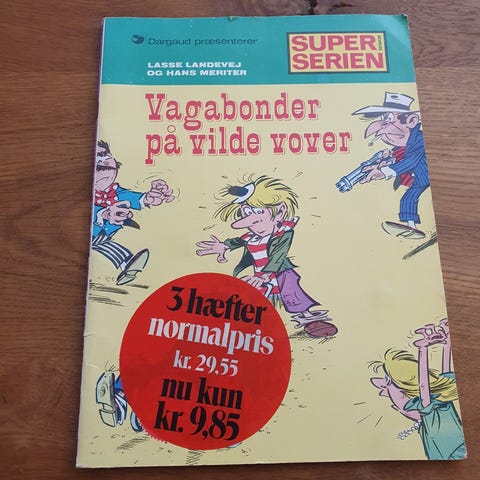 Dargaud præsenterer
SUPER
SERIEN
LASSE LANDEVEJ
OG HANS MERITER
Vagabonder
på vilde vover
3 hæfter
normalpris
kr. 29,55
nu kun
kr. 9,85